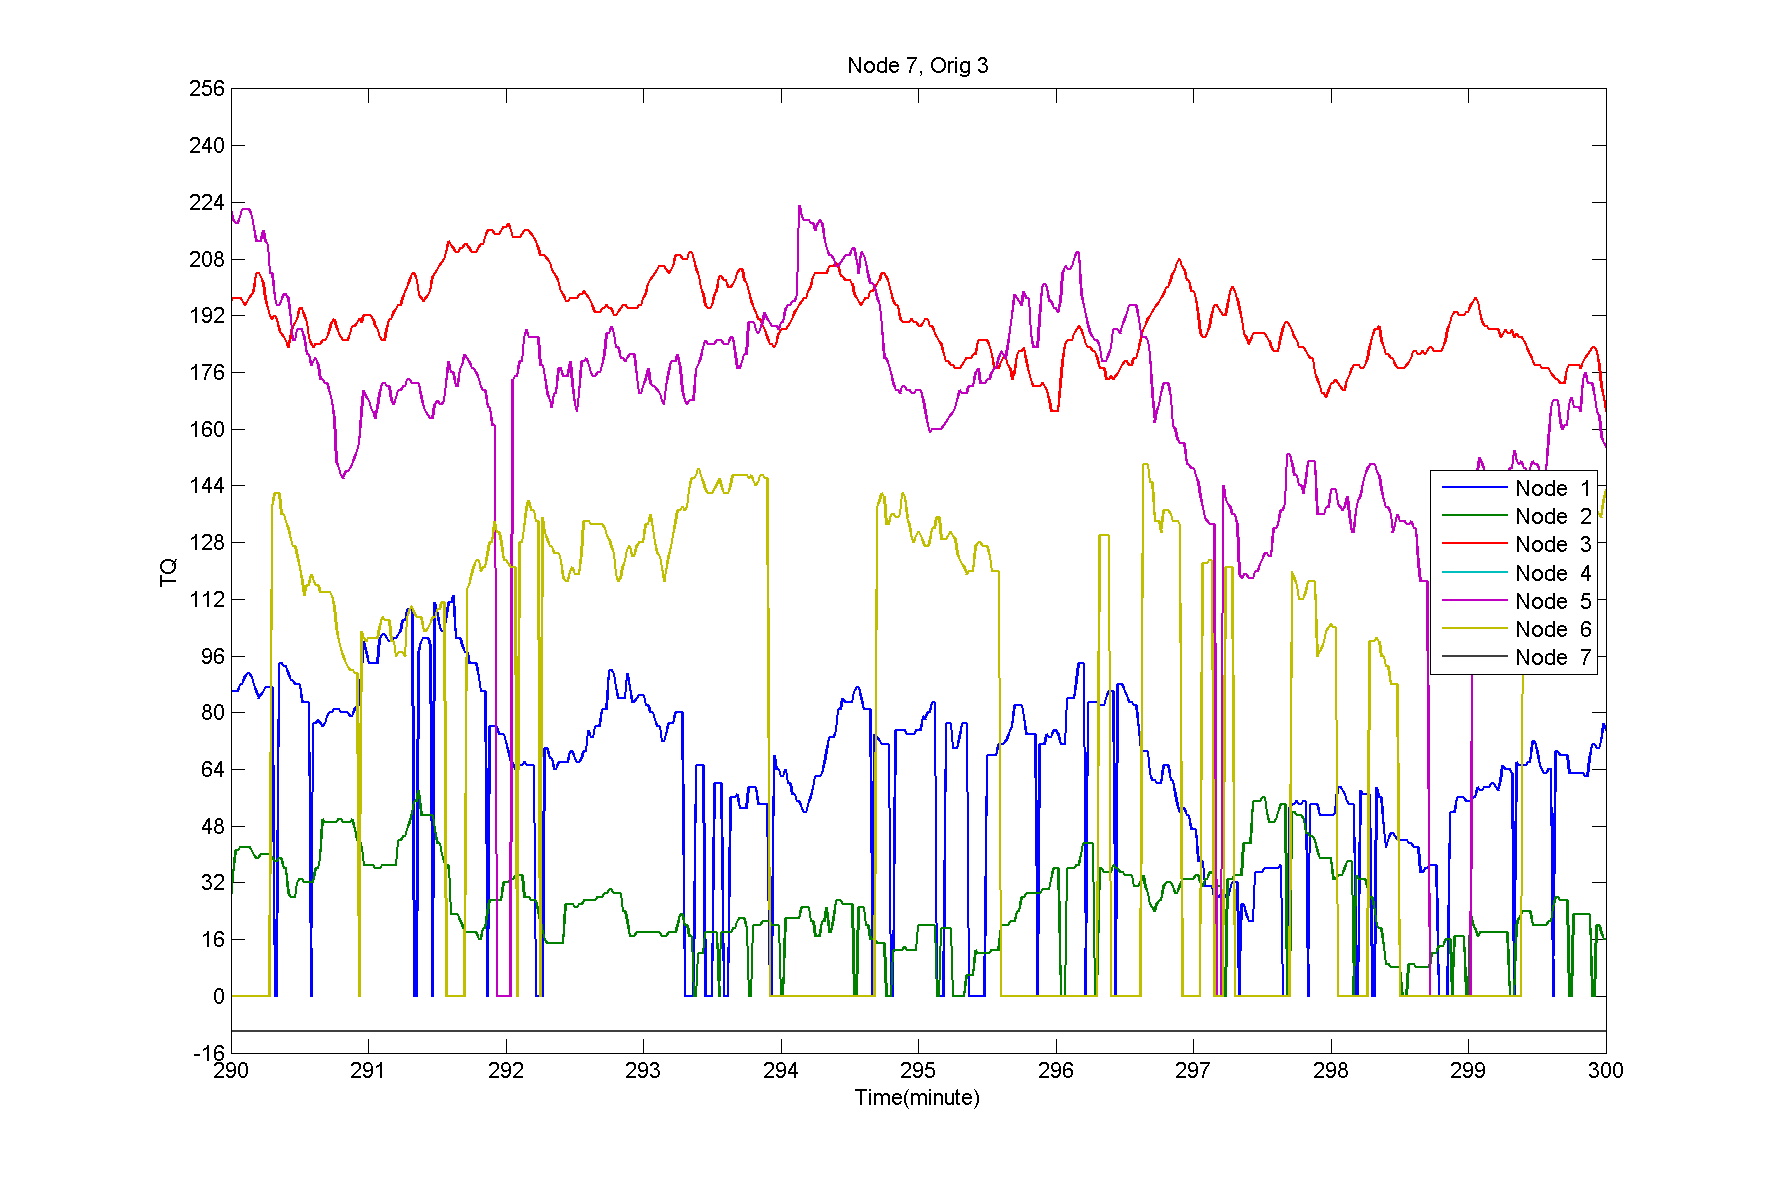 Node 7, Orig 3
256
240
224
208
192
176
160
144
128
112
96
80
64
48
32
16
0
-16
TQ
Node 1
Node 2
Node 3
Node 4
Node 5
Node 6
Node 7
290 291 292 293 294 295 296 297 298 299 300
Time(minute)